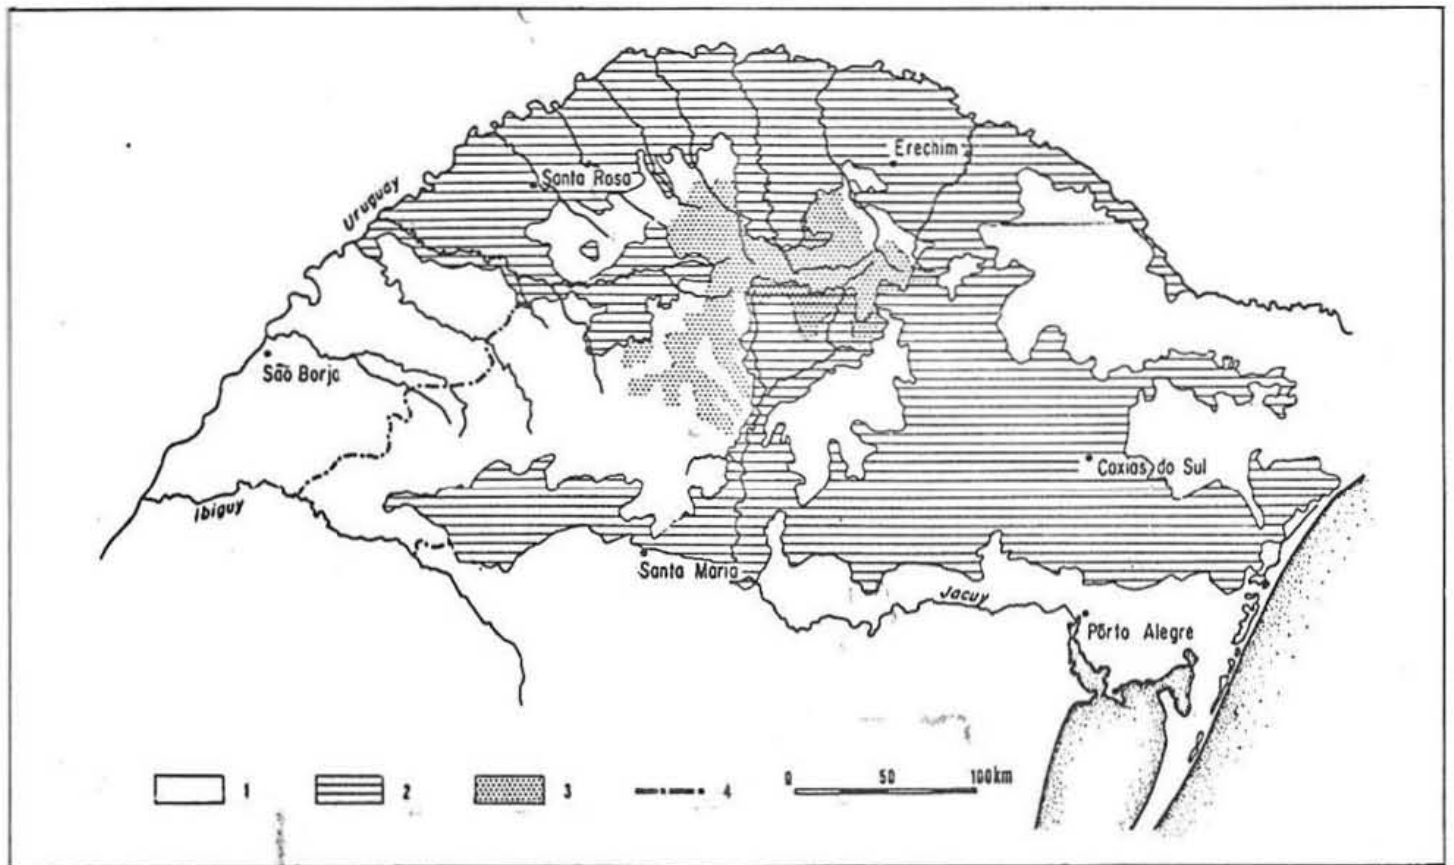 Erechim
Santa Rosa
Uruguay
São Borja
Caxias do Sul
Ibiguy
Santa Maria
Jacuy
Pôrto Alegre
1 2 3 4 0 50 100km